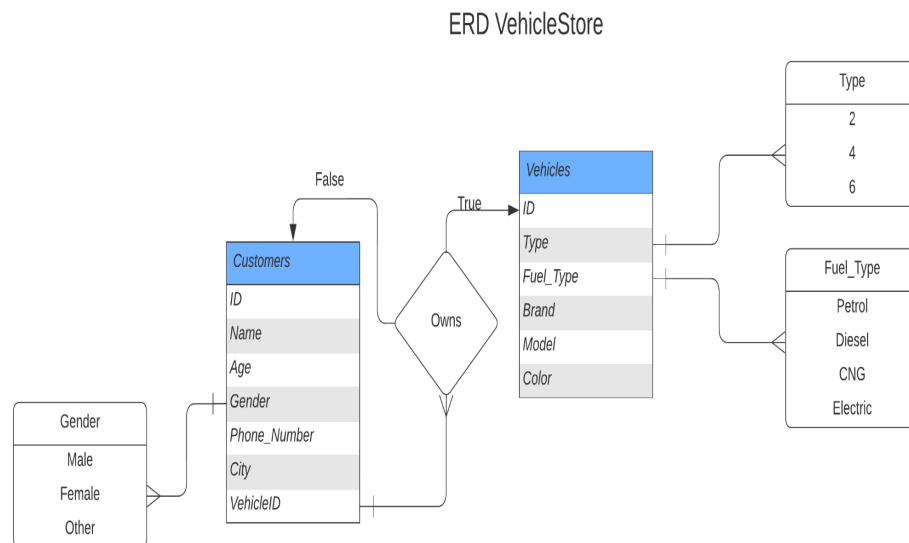 ERD VehicleStore
False
True
Owns
Customers
ID
Name
Age
Gender
Phone_Number
City
VehicleID
Vehicles
ID
Type
Fuel_Type
Brand
Model
Color
Type
2
4
6
Fuel_Type
Petrol
Diesel
CNG
Electric
Gender
Male
Female
Other